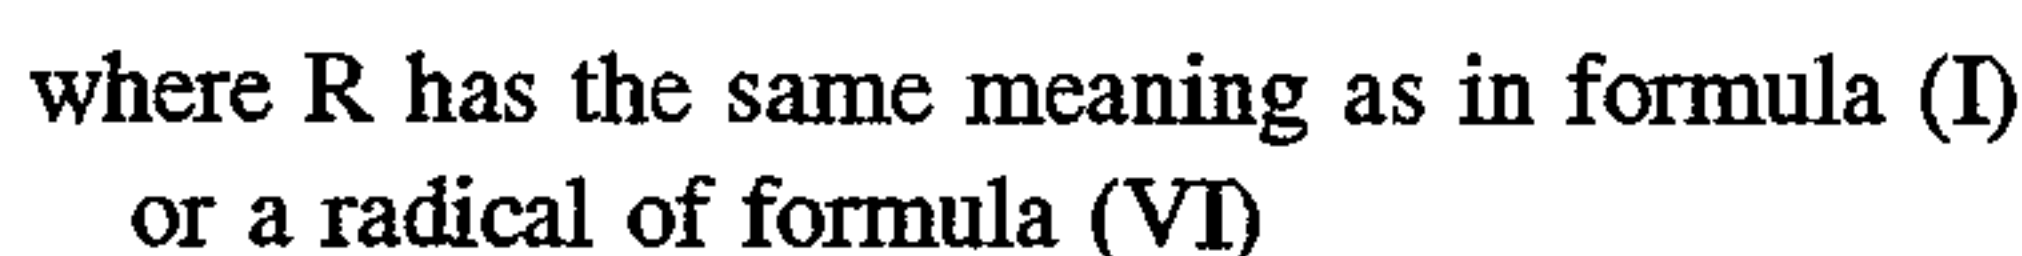 where R has the same meaning as in formula (I)
or a radical of formula (VI)